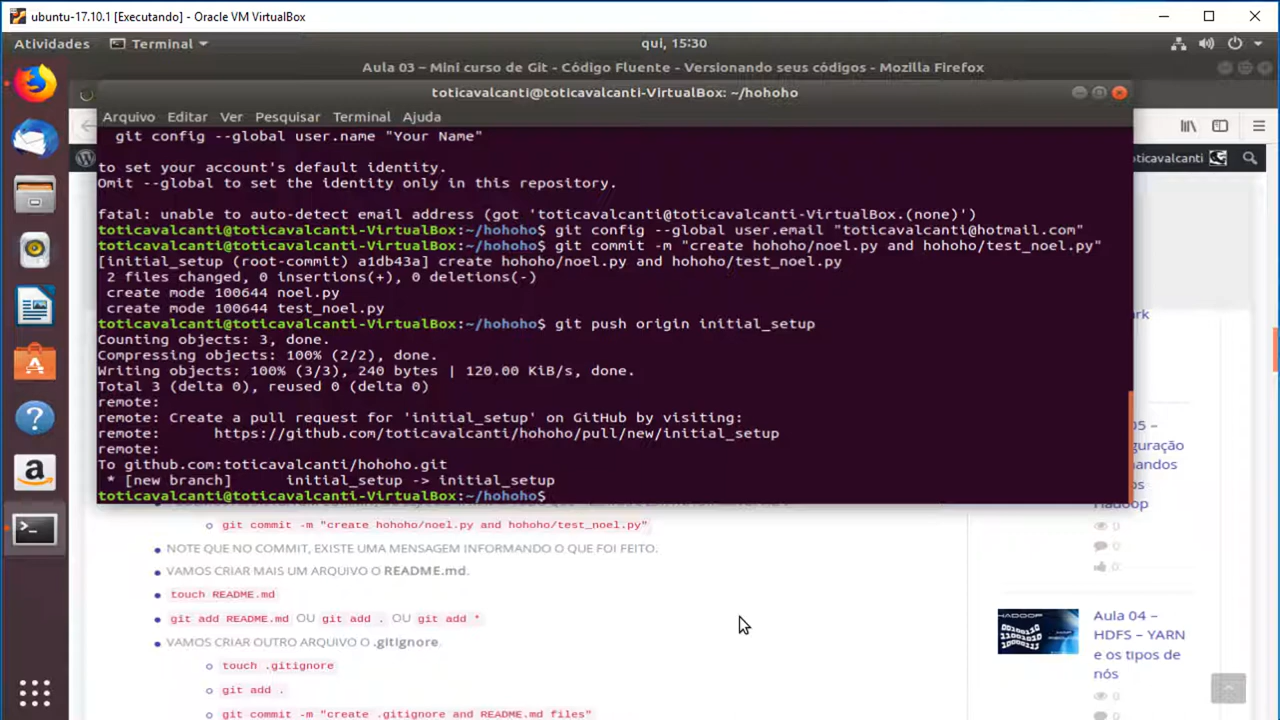 ubuntu-17.10.1 [Executando] - Oracle VM VirtualBox
Atividades Terminal qui, 15:30
Aula 03 – Mini curso de Git - Código Fluente - Versionando seus códigos - Mozilla Firefox
toticavalcanti@toticavalcanti-VirtualBox: ~/hohoho
Arquivo Editar Ver Pesquisar Terminal Ajuda
git config --global user.name "Your Name"
to set your account's default identity.
Omit --global to set the identity only in this repository.
fatal: unable to auto-detect email address (got 'toticavalcanti@toticavalcanti-VirtualBox.(none)')
toticavalcanti@toticavalcanti-VirtualBox:~/hohoho$ git config --global user.email "toticavalcanti@hotmail.com"
toticavalcanti@toticavalcanti-VirtualBox:~/hohoho$ git commit -m "create hohoho/noel.py and hohoho/test_noel.py"
[initial_setup (root-commit) a1db43a] create hohoho/noel.py and hohoho/test_noel.py
2 files changed, 0 insertions(+), 0 deletions(-)
create mode 100644 noel.py
create mode 100644 test_noel.py
toticavalcanti@toticavalcanti-VirtualBox:~/hohoho$ git push origin initial_setup
Counting objects: 3, done.
Compressing objects: 100% (2/2), done.
Writing objects: 100% (3/3), 240 bytes | 120.00 KiB/s, done.
Total 3 (delta 0), reused 0 (delta 0)
remote:
remote: Create a pull request for 'initial_setup' on GitHub by visiting:
remote: https://github.com/toticavalcanti/hohoho/pull/new/initial_setup
remote:
To github.com:toticavalcanti/hohoho.git
* [new branch] initial_setup -> initial_setup
toticavalcanti@toticavalcanti-VirtualBox:~/hohoho$
git commit -m "create hohoho/noel.py and hohoho/test_noel.py"
NOTE QUE NO COMMIT, EXISTE UMA MENSAGEM INFORMANDO O QUE FOI FEITO.
VAMOS CRIAR MAIS UM ARQUIVO O README.md.
touch README.md
git add README.md OU git add . OU git add *
VAMOS CRIAR OUTRO ARQUIVO O .gitignore.
touch .gitignore
git add .
git commit -m "create .gitignore and README.md files"
oticavalcanti
ark
05 –
guração
mandos
os
Hadoop
0
0
0
HADOOP
Aula 04 –
HDFS – YARN
e os tipos de
nós
0
0